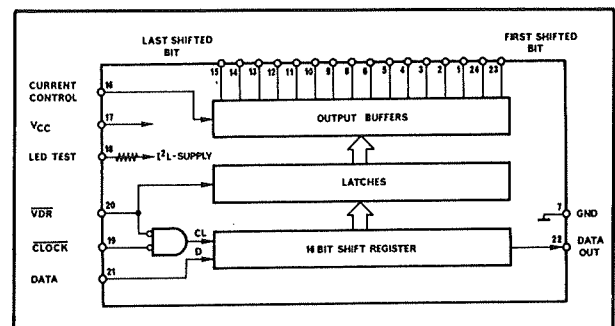 LAST SHIFTED BIT
FIRST SHIFTED BIT
15 14 13 12 11 10 9 8 6 5 4 3 2 1 24 23
CURRENT CONTROL
16
OUTPUT BUFFERS
VCC
17
LED TEST
18
I²L-SUPPLY
LATCHES
VDR
20
7
GND
CL
CLOCK
19
D
16 BIT SHIFT REGISTER
22
DATA OUT
DATA
21